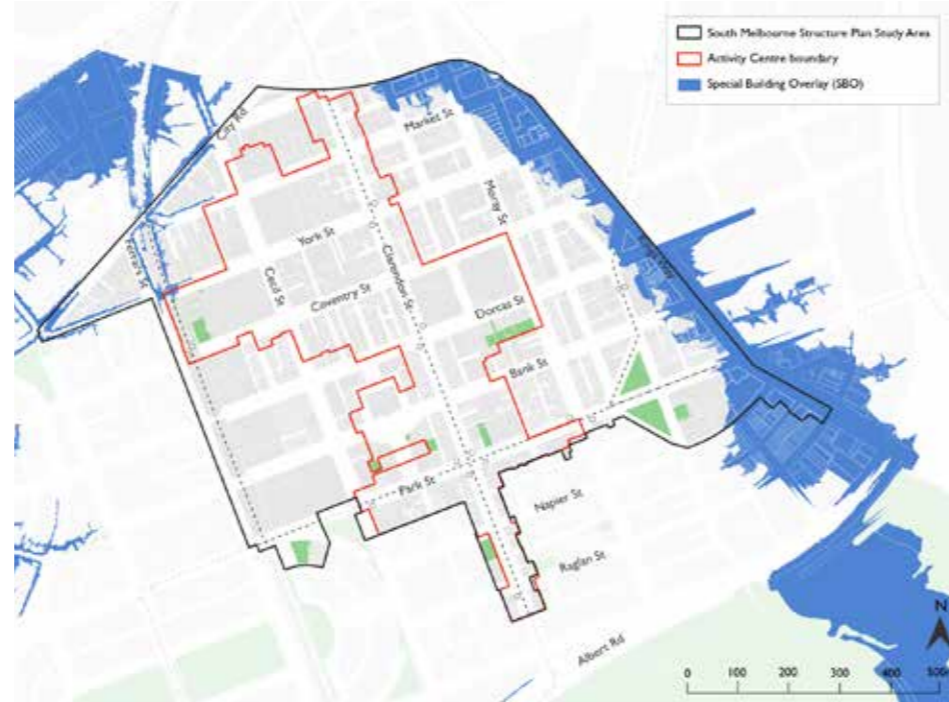 South Melbourne Structure Plan Study Area
Activity Centre boundary
Special Building Overlay (SBO)
City Rd
Market St
Moray St
Ferrars St
York St
Clarendon St
Cecil St
Coventry St
Dorcas St
Bank St
Park St
Napier St
Raglan St
Albert Rd
N
0 100 200 300 400